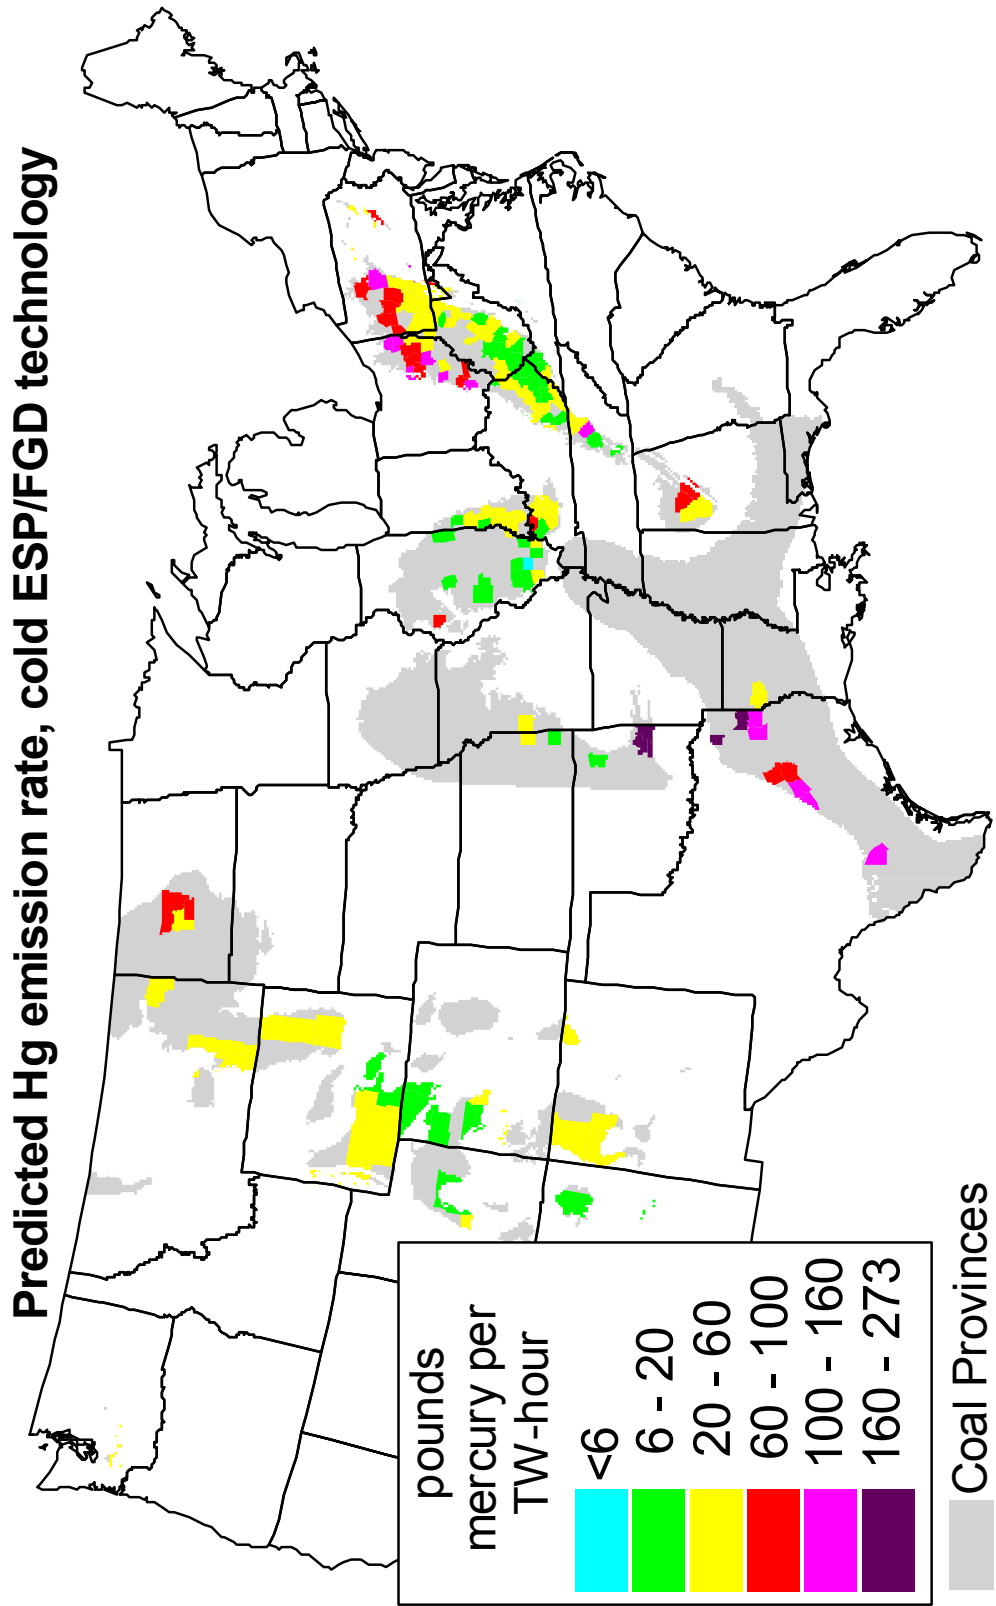 Predicted Hg emission rate, cold ESP/FGD technology
pounds
mercury per
TW-hour
<6
6 - 20
20 - 60
60 - 100
100 - 160
160 - 273
Coal Provinces